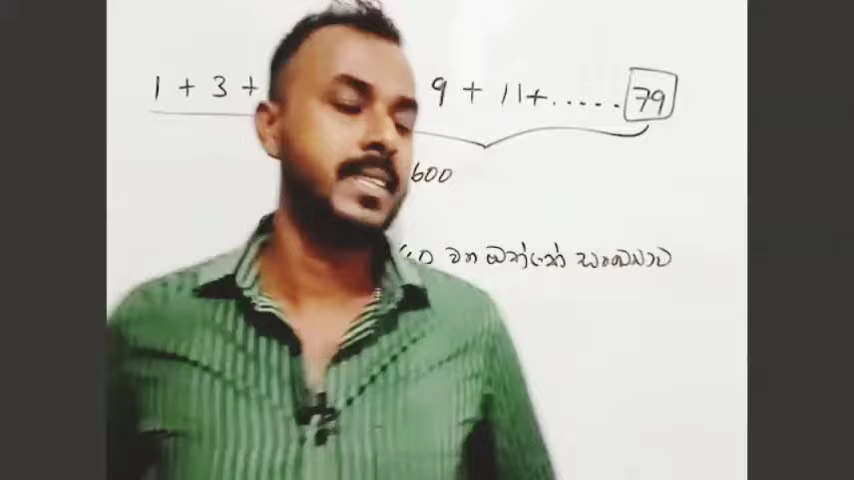 1 + 3 + 9 + 11 + ..... 79
600
වන ඔත්තේ සංඛ්‍යාව